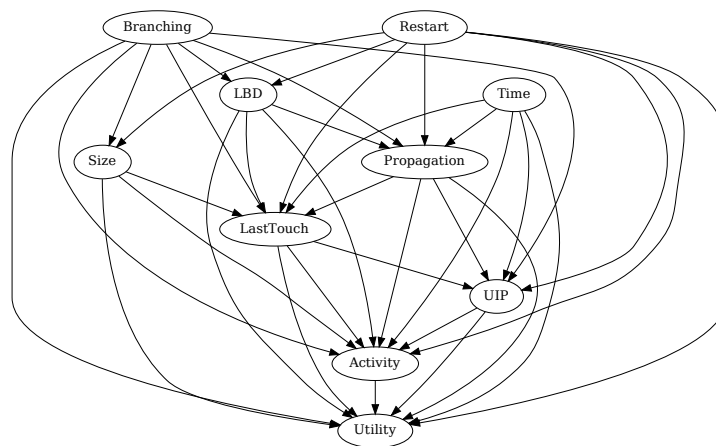 Branching
Restart
LBD
Time
Size
Propagation
LastTouch
UIP
Activity
Utility